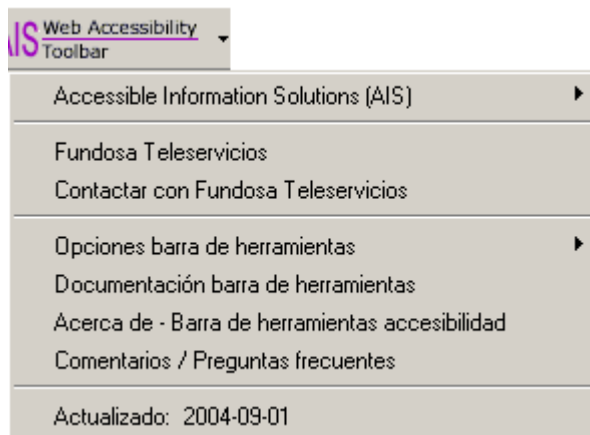 AIS Web Accessibility
Toolbar
Accessible Information Solutions (AIS)
Fundosa Teleservicios
Contactar con Fundosa Teleservicios
Opciones barra de herramientas
Documentación barra de herramientas
Acerca de - Barra de herramientas accesibilidad
Comentarios / Preguntas frecuentes
Actualizado: 2004-09-01